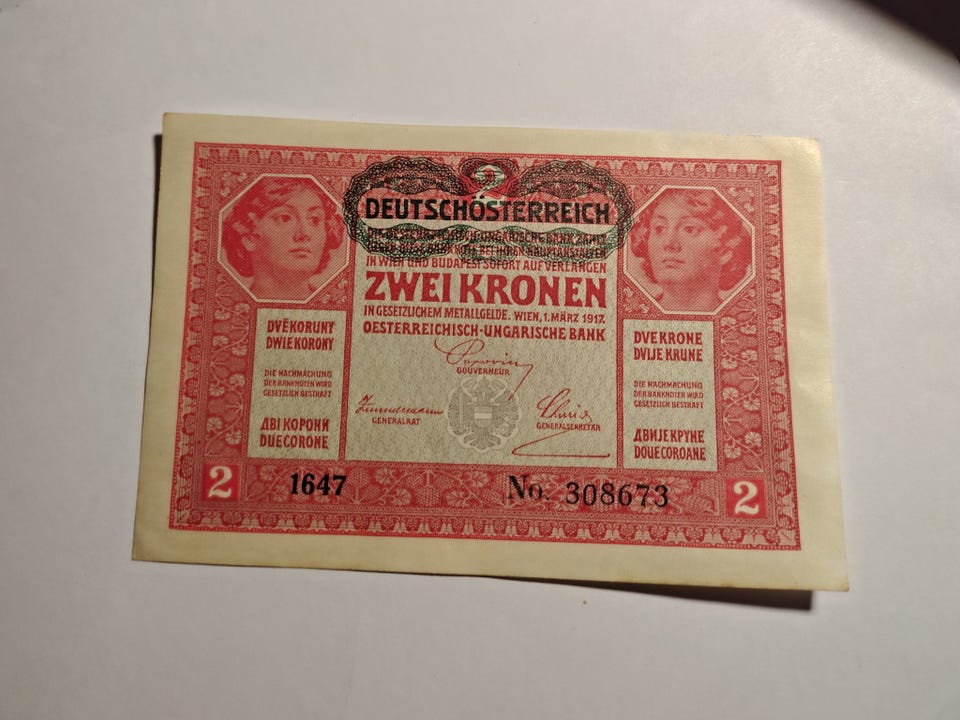 2
DEUTSCHÖSTERREICH
IN WIEN UND BUDAPEST SOFORT AUF VERLANGEN
ZWEI KRONEN
IN GESETZLICHEM METALLGELDE. WIEN, 1. MÄRZ 1917.
OESTERREICHISCH-UNGARISCHE BANK
GOUVERNEUR
GENERALRAT
GENERALSEKRETÄR
DVĚ KORUNY
DWIE KORONY
DIE NACHMACHUNG
DER BANKNOTEN WIRD
GESETZLICH BESTRAFT
ДВІ КОРОНИ
DUE CORONE
DVE KRONE
DVIJE KRUNE
DIE NACHMACHUNG
DER BANKNOTEN WIRD
GESETZLICH BESTRAFT
ДВИЈЕ КРУНЕ
DOUE COROANE
2
1647
No. 308673
2